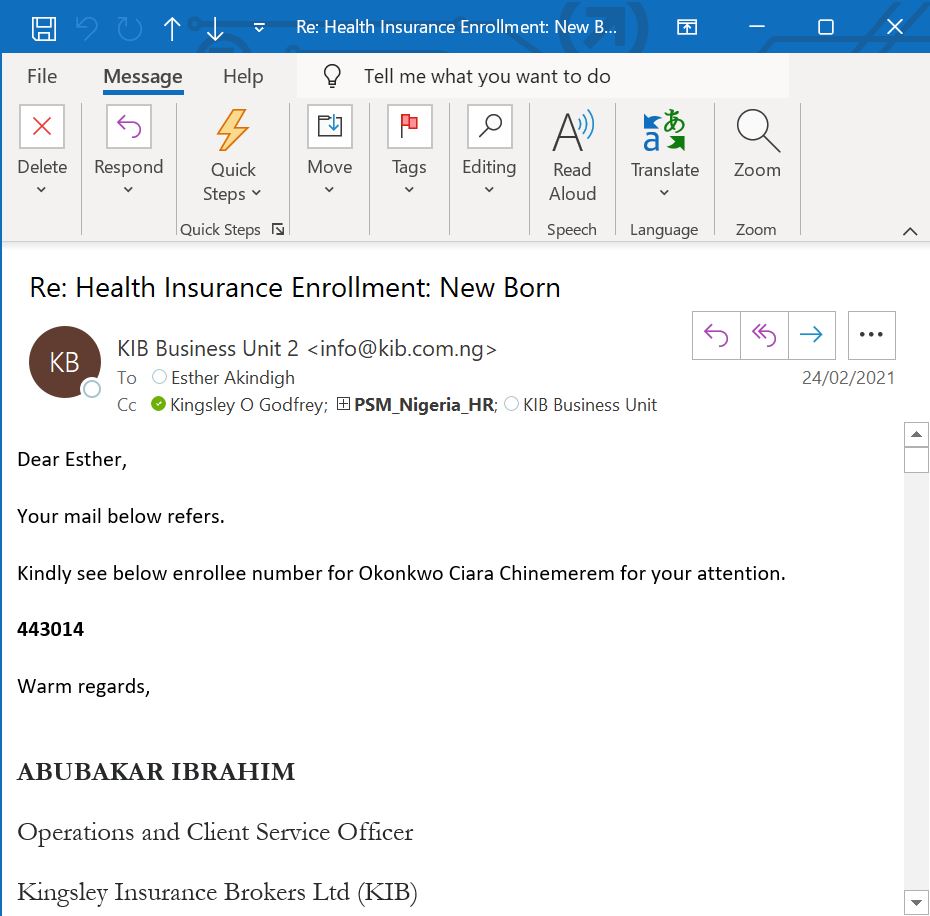 Re: Health Insurance Enrollment: New B...
File Message Help Tell me what you want to do
Delete
Respond
Quick
Steps
Move
Tags
Editing
Read
Aloud
Translate
Zoom
Quick Steps
Speech
Language
Zoom
Re: Health Insurance Enrollment: New Born
KB
KIB Business Unit 2 <info@kib.com.ng>
To Esther Akindigh
24/02/2021
Cc Kingsley O Godfrey; PSM_Nigeria_HR; KIB Business Unit
Dear Esther,
Your mail below refers.
Kindly see below enrollee number for Okonkwo Ciara Chinemerem for your attention.
443014
Warm regards,
ABUBAKAR IBRAHIM
Operations and Client Service Officer
Kingsley Insurance Brokers Ltd (KIB)